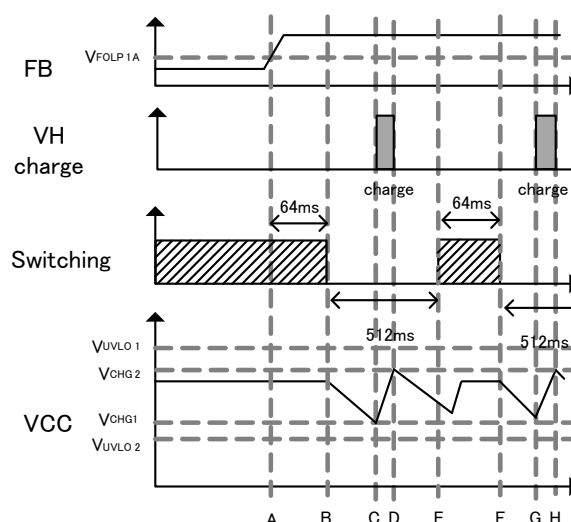 FB
VFOLP1A
VH
charge
charge
charge
64ms
64ms
Switching
512ms
512ms
VUVLO1
VCHG2
VCHG1
VUVLO2
VCC
A B C D E F G H